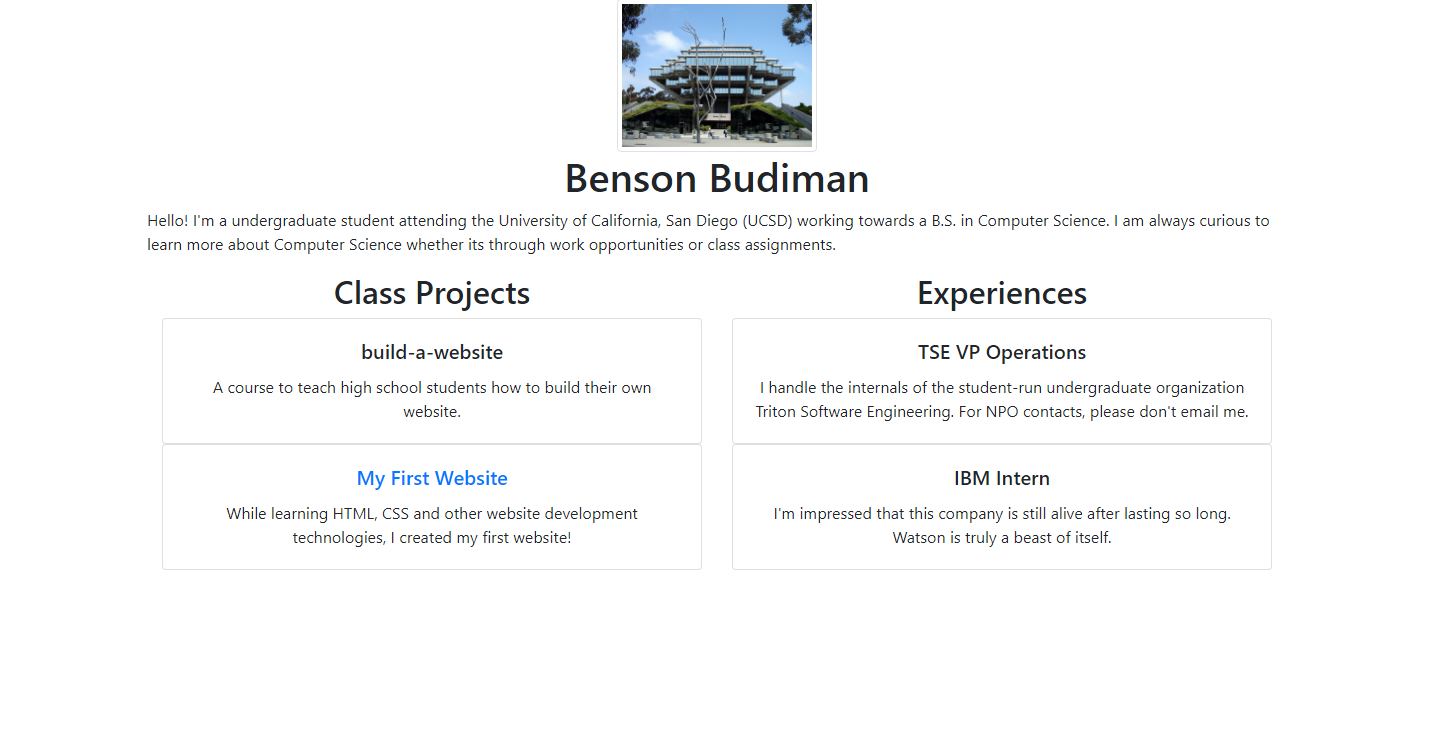 Benson Budiman
Hello! I'm a undergraduate student attending the University of California, San Diego (UCSD) working towards a B.S. in Computer Science. I am always curious to
learn more about Computer Science whether its through work opportunities or class assignments.
Class Projects
build-a-website
A course to teach high school students how to build their own
website.
My First Website
While learning HTML, CSS and other website development
technologies, I created my first website!
Experiences
TSE VP Operations
I handle the internals of the student-run undergraduate organization
Triton Software Engineering. For NPO contacts, please don't email me.
IBM Intern
I'm impressed that this company is still alive after lasting so long.
Watson is truly a beast of itself.